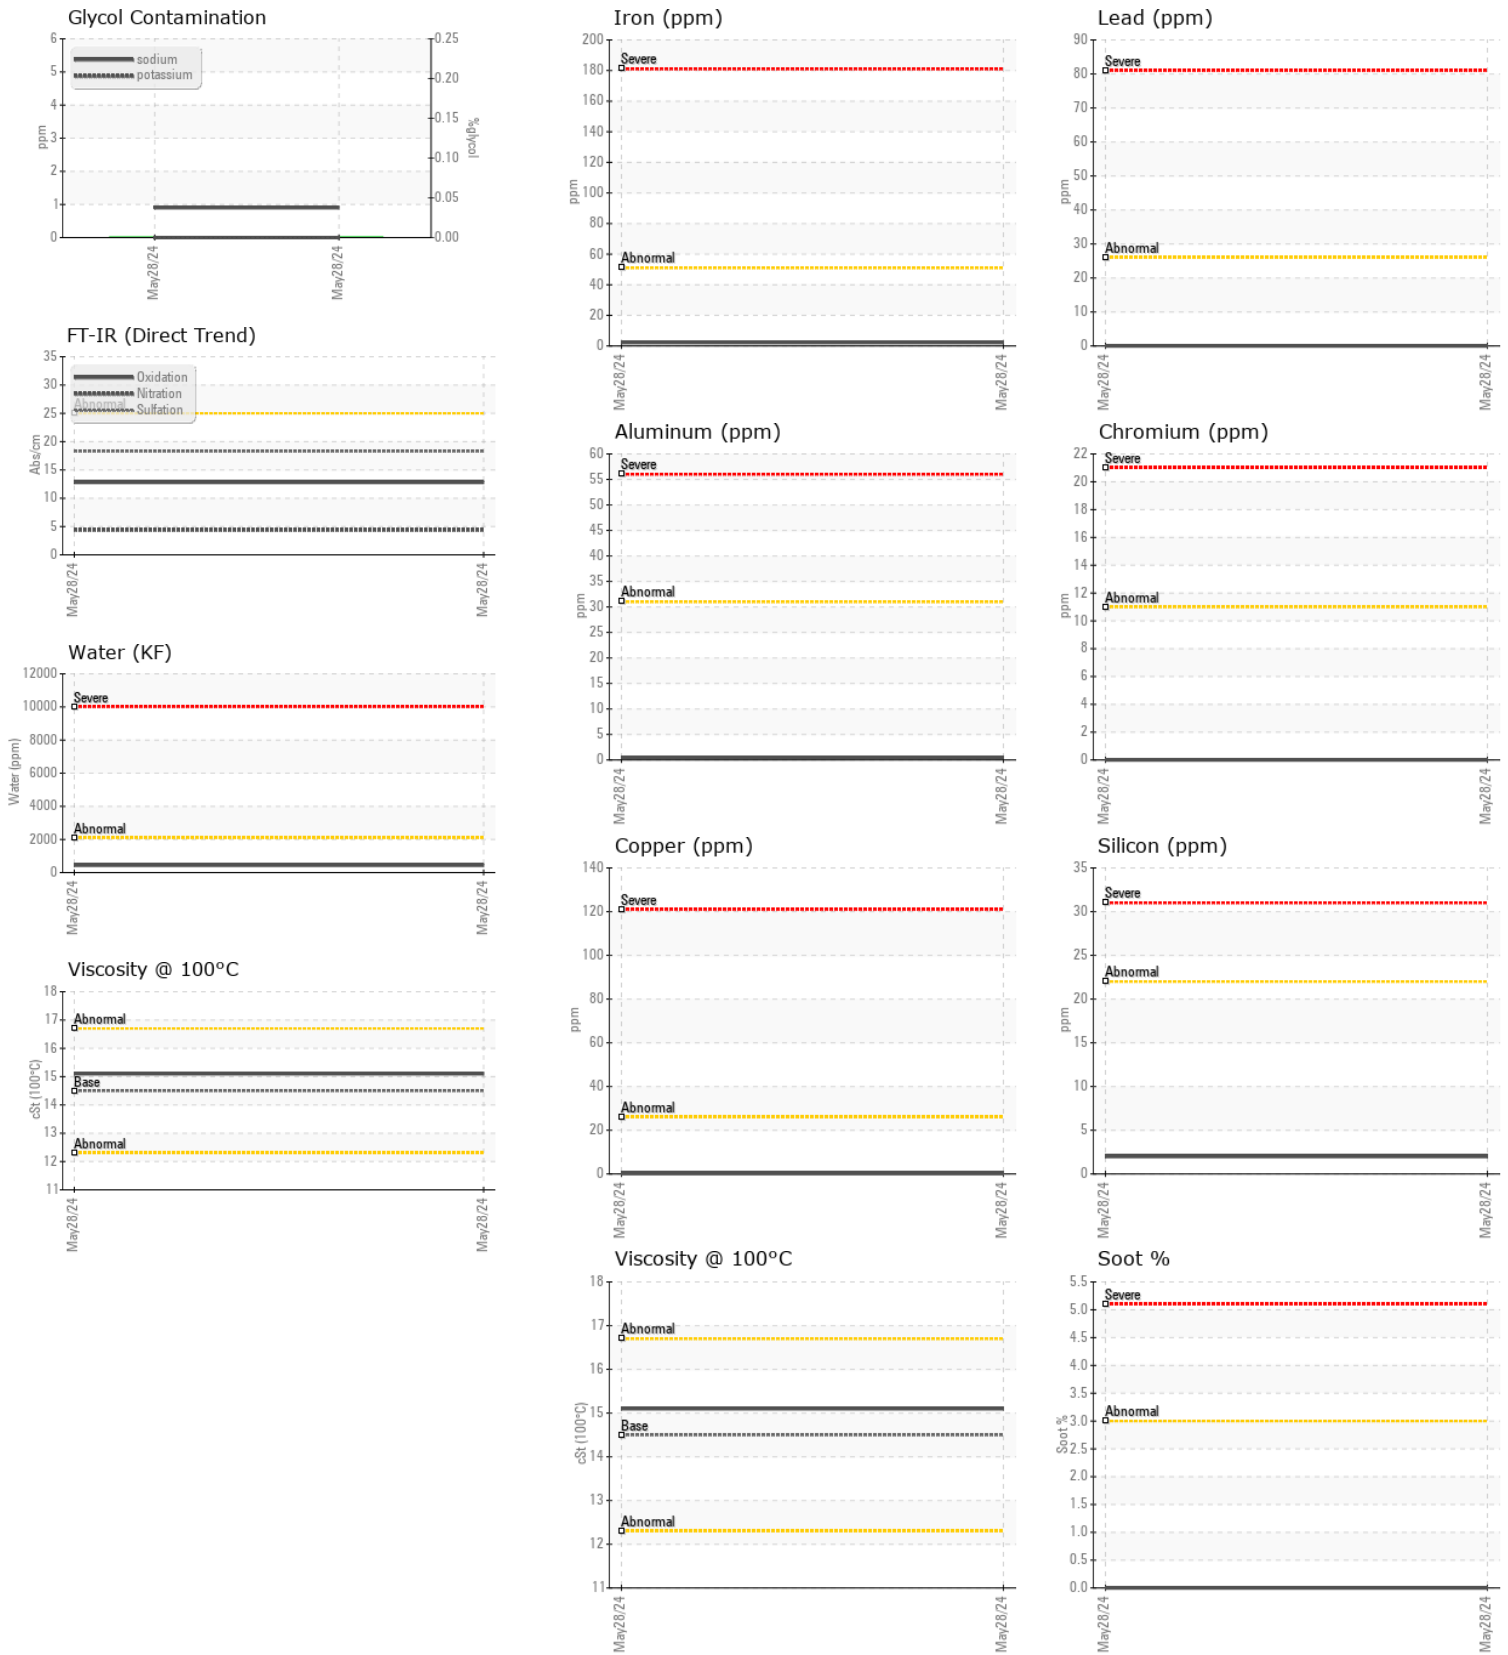 Glycol Contamination
6
5
4
3
2
1
0
ppm
sodium
potassium
0.25
0.20
0.15
0.10
0.05
0.00
%glycol
May28/24
May28/24
FT-IR (Direct Trend)
35
30
25
20
15
10
5
0
Abs/cm
Oxidation
Nitration
Sulfation
Abnormal
May28/24
May28/24
Water (KF)
12000
10000
8000
6000
4000
2000
0
Water (ppm)
Severe
Abnormal
May28/24
May28/24
Viscosity @ 100°C
18
17
16
15
14
13
12
11
cSt (100°C)
Abnormal
Base
Abnormal
May28/24
May28/24
Iron (ppm)
200
180
160
140
120
100
80
60
40
20
0
ppm
Severe
Abnormal
May28/24
May28/24
Lead (ppm)
90
80
70
60
50
40
30
20
10
0
ppm
Severe
Abnormal
May28/24
May28/24
Aluminum (ppm)
60
55
50
45
40
35
30
25
20
15
10
5
0
ppm
Severe
Abnormal
May28/24
May28/24
Chromium (ppm)
22
20
18
16
14
12
10
8
6
4
2
0
ppm
Severe
Abnormal
May28/24
May28/24
Copper (ppm)
140
120
100
80
60
40
20
0
ppm
Severe
Abnormal
May28/24
May28/24
Silicon (ppm)
35
30
25
20
15
10
5
0
ppm
Severe
Abnormal
May28/24
May28/24
Viscosity @ 100°C
18
17
16
15
14
13
12
11
cSt (100°C)
Abnormal
Base
Abnormal
May28/24
May28/24
Soot %
5.5
5.0
4.5
4.0
3.5
3.0
2.5
2.0
1.5
1.0
0.5
0.0
Soot %
Severe
Abnormal
May28/24
May28/24